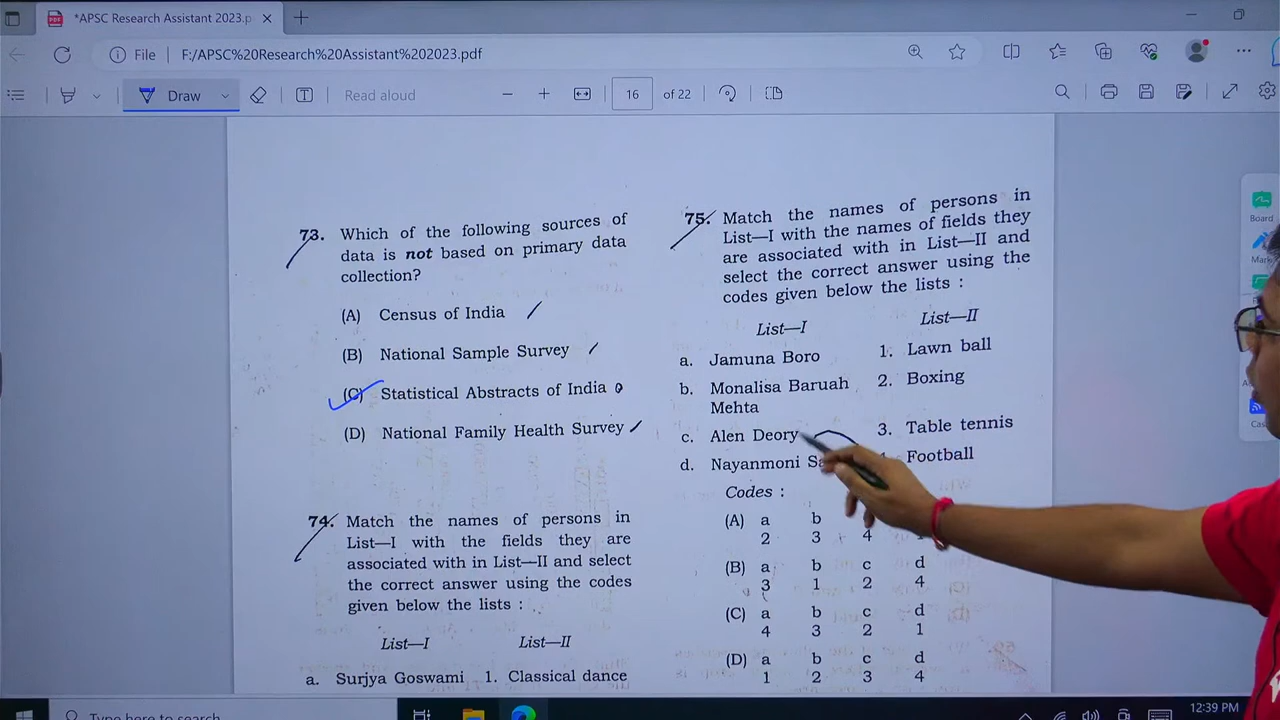 *APSC Research Assistant 2023.p
File
F:/APSC%20Research%20Assistant%202023.pdf
Draw
Read aloud
16
of 22
73. Which of the following sources of
data is not based on primary data
collection?
(A) Census of India
(B) National Sample Survey
(C) Statistical Abstracts of India
(D) National Family Health Survey
74. Match the names of persons in
List—I with the fields they are
associated with in List—II and select
the correct answer using the codes
given below the lists :
List—I List—II
a. Surjya Goswami 1. Classical dance
75. Match the names of persons in
List—I with the names of fields they
are associated with in List—II and
select the correct answer using the
codes given below the lists :
List—I List—II
a. Jamuna Boro 1. Lawn ball
b. Monalisa Baruah 2. Boxing
Mehta
c. Alen Deory 3. Table tennis
d. Nayanmoni Football
Codes :
(A) a b
2 3 4 1
(B) a b c d
3 1 2 4
(C) a b c d
4 3 2 1
(D) a b c d
1 2 3 4
Board
Type here to search
12:39 PM